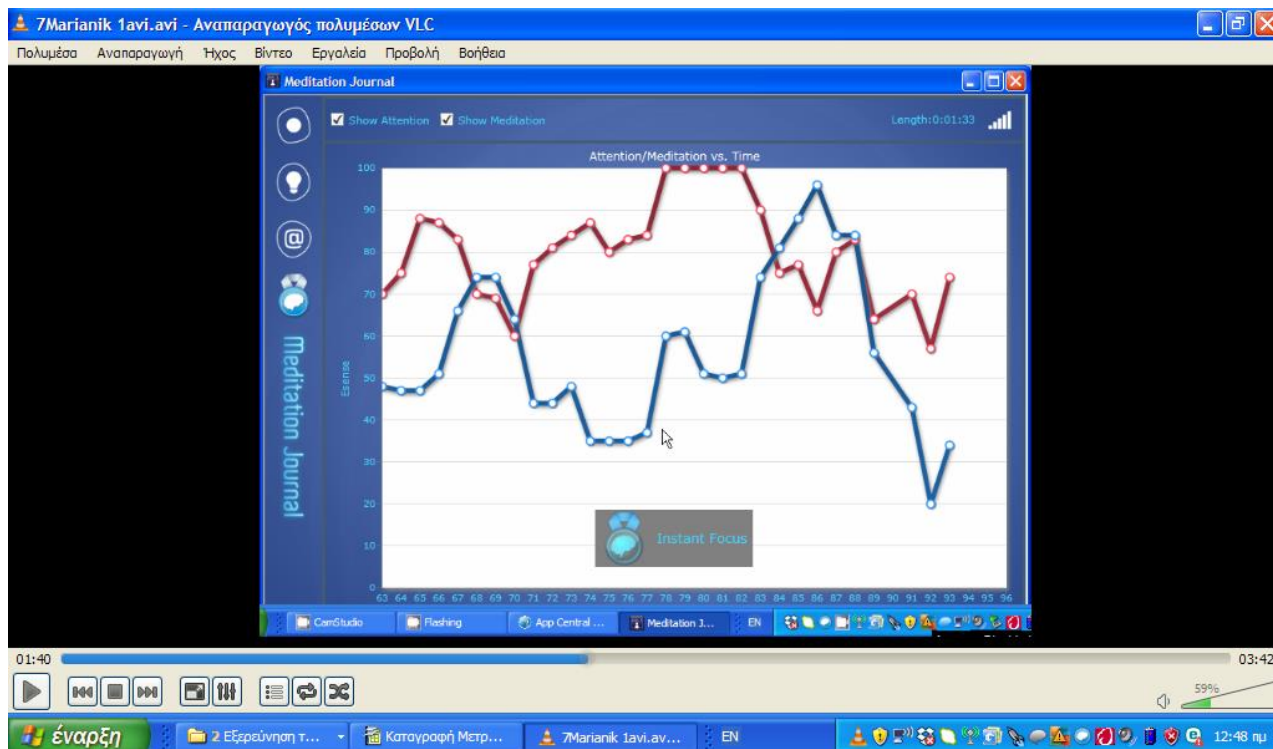 7Marianik 1avi.avi - Αναπαραγωγός πολυμέσων VLC
Πολυμέσα Αναπαραγωγή Ήχος Βίντεο Εργαλεία Προβολή Βοήθεια
Meditation Journal
Show Attention Show Meditation Length:0:01:33
Attention/Meditation vs. Time
100
90
80
70
60
50
40
30
20
10
0
Esense
@
Meditation Journal
Instant Focus
63 64 65 66 67 68 69 70 71 72 73 74 75 76 77 78 79 80 81 82 83 84 85 86 87 88 89 90 91 92 93 94 95 96
CamStudio Flashing App Central ... Meditation J... EN
01:40 03:42
59%
έναρξη 2 Εξερεύνηση τ... Καταγραφή Μετρ... 7Marianik 1avi.av... EN 12:48 πμ